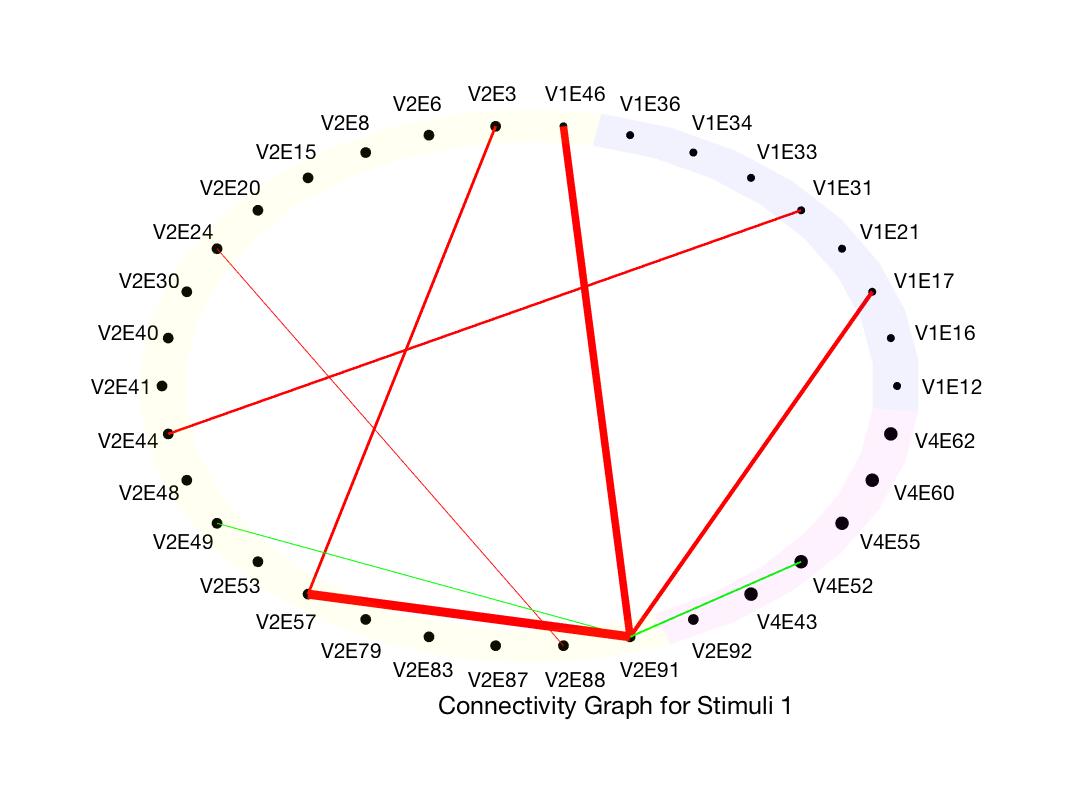 V2E3 V1E46
V2E6 V1E36
V2E8 V1E34
V2E15 V1E33
V2E20 V1E31
V2E24 V1E21
V2E30 V1E17
V2E40 V1E16
V2E41 V1E12
V2E44 V4E62
V2E48 V4E60
V2E49 V4E55
V2E53 V4E52
V2E57 V4E43
V2E79 V2E92
V2E83 V2E91
V2E87 V2E88
Connectivity Graph for Stimuli 1